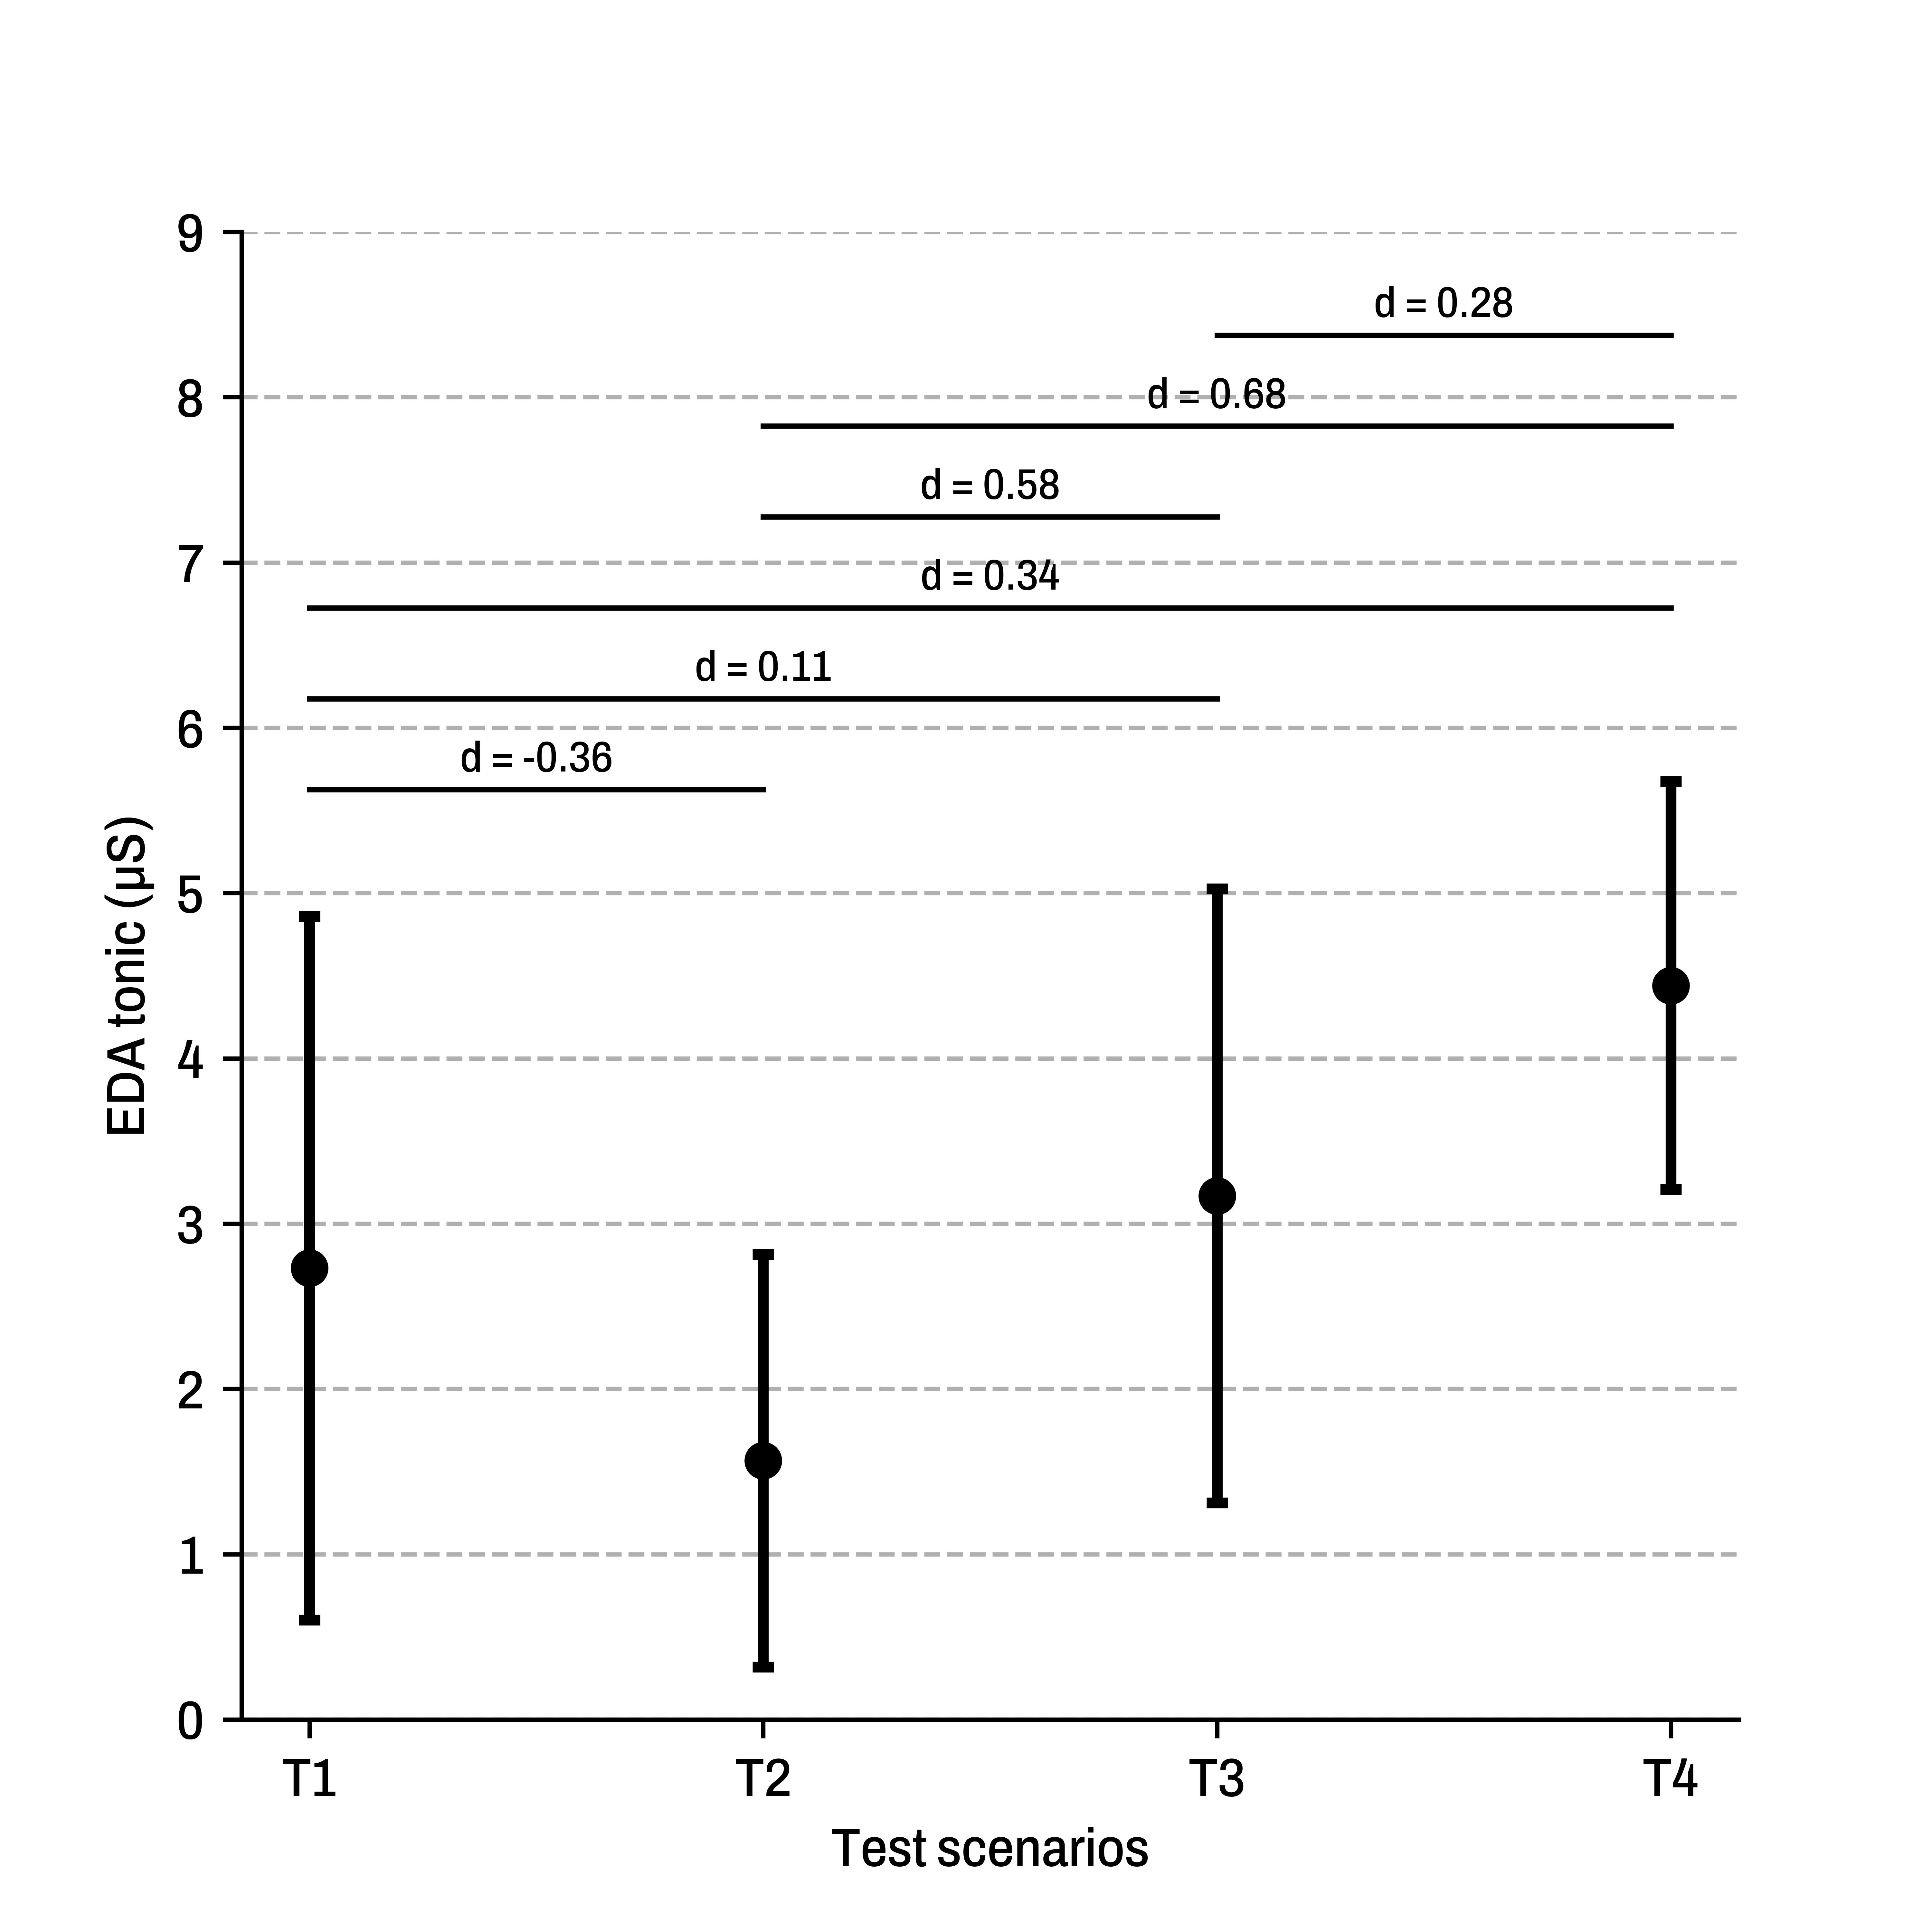 9
d = 0.28
8
d = 0.68
d = 0.58
7
d = 0.34
d = 0.11
6
d = -0.36
5
4
3
2
1
0
EDA tonic (µS)
T1 T2 T3 T4
Test scenarios